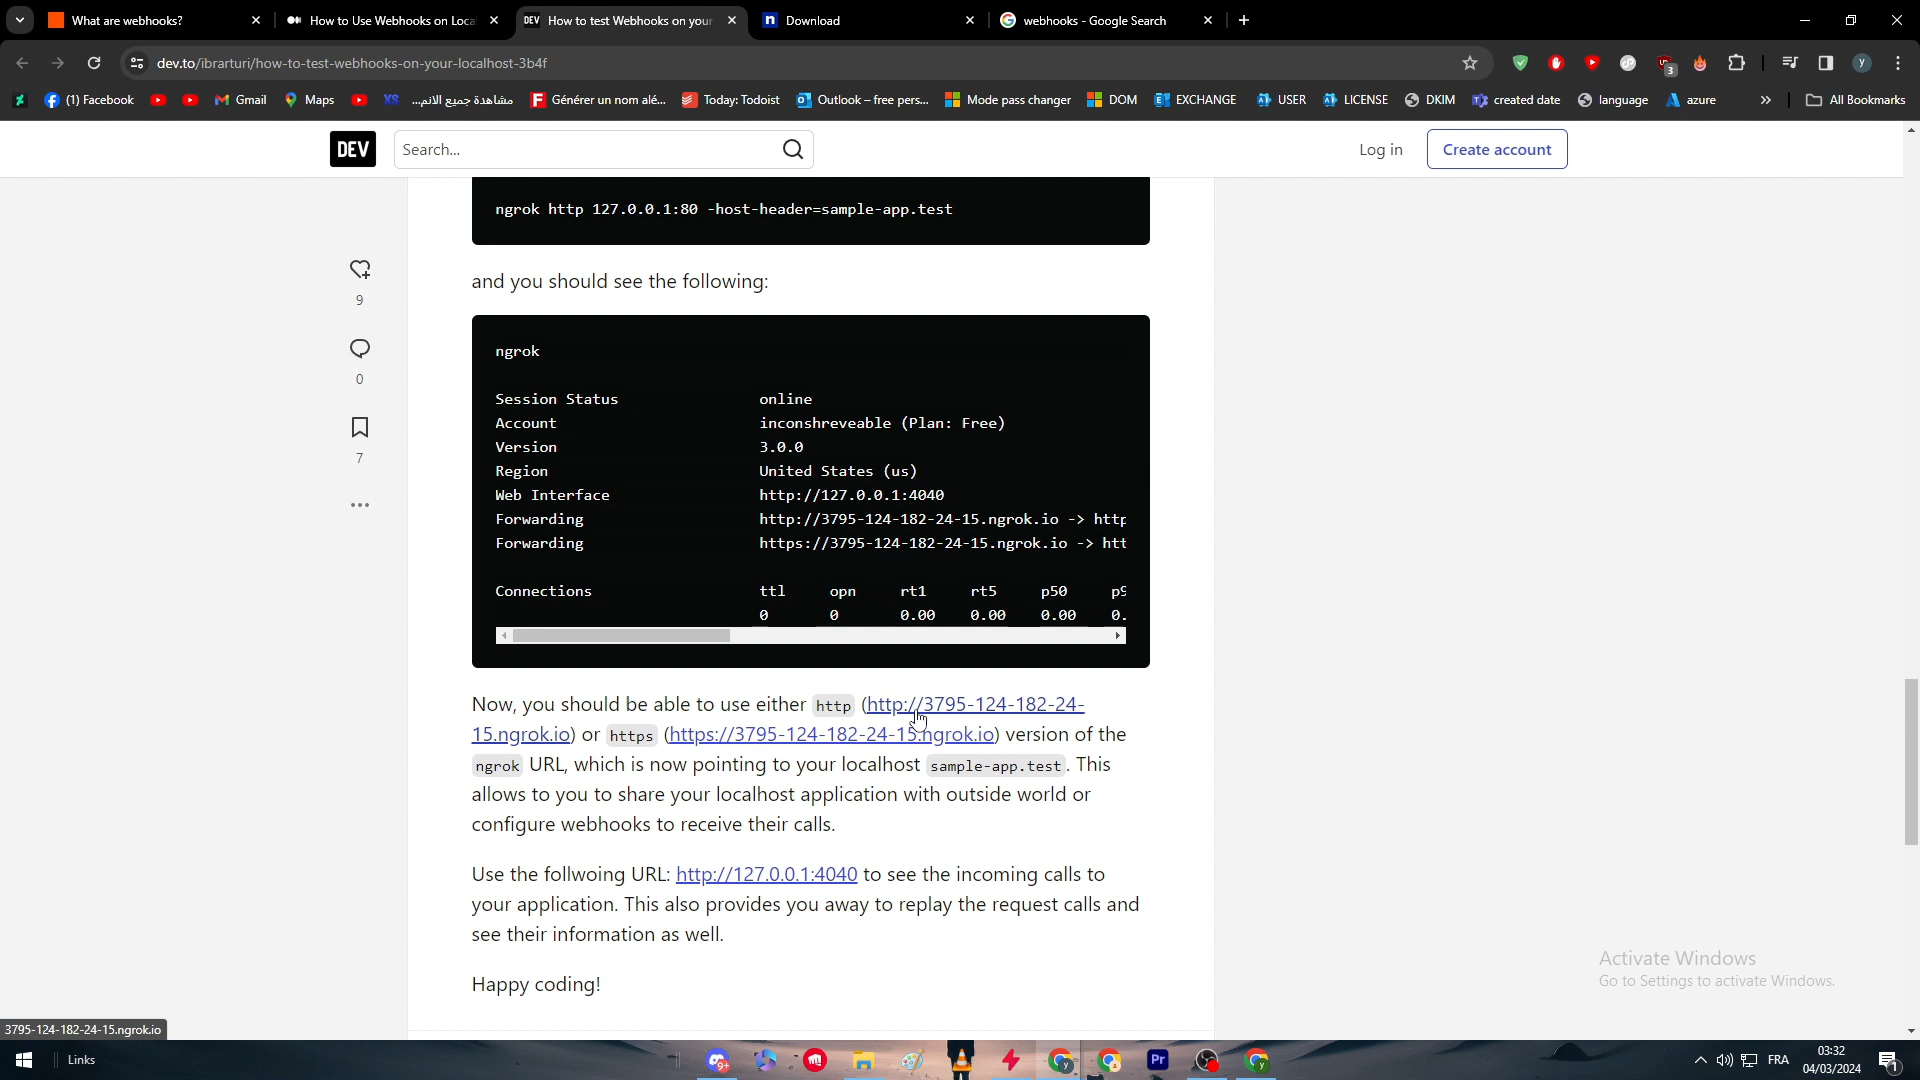 What are webhooks?
How to Use Webhooks on Loca
DEV How to test Webhooks on your
Download
webhooks - Google Search
dev.to/ibrarturi/how-to-test-webhooks-on-your-localhost-3b4f
3
y
(1) Facebook
Gmail
Maps
XS
مشاهدة جميع الانم...
Générer un nom alé...
Today: Todoist
Outlook – free pers...
Mode pass changer
DOM
EXCHANGE
USER
LICENSE
DKIM
created date
language
azure
»
All Bookmarks
DEV
Search...
Log in
Create account
ngrok http 127.0.0.1:80 -host-header=sample-app.test
9
0
7
and you should see the following:
ngrok
Session Status online
Account inconshreveable (Plan: Free)
Version 3.0.0
Region United States (us)
Web Interface http://127.0.0.1:4040
Forwarding http://3795-124-182-24-15.ngrok.io -> http
Forwarding https://3795-124-182-24-15.ngrok.io -> htt
Connections ttl opn rt1 rt5 p50 p9
0 0 0.00 0.00 0.00 0.
Now, you should be able to use either http (http://3795-124-182-24-
15.ngrok.io) or https (https://3795-124-182-24-15.ngrok.io) version of the
ngrok URL, which is now pointing to your localhost sample-app.test. This
allows to you to share your localhost application with outside world or
configure webhooks to receive their calls.
Use the follwoing URL: http://127.0.0.1:4040 to see the incoming calls to
your application. This also provides you away to replay the request calls and
see their information as well.
Happy coding!
Activate Windows
Go to Settings to activate Windows.
3795-124-182-24-15.ngrok.io
Links
9+
Pr
FRA
03:32
04/03/2024
1